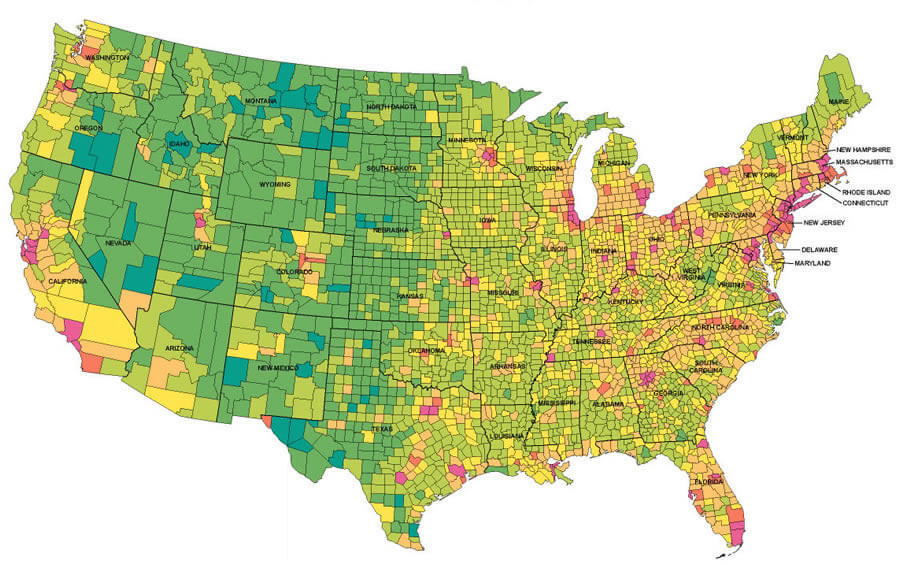 WASHINGTON
MONTANA
NORTH DAKOTA
MAINE
OREGON
IDAHO
MINNESOTA
VERMONT
NEW HAMPSHIRE
MASSACHUSETTS
WISCONSIN
MICHIGAN
SOUTH DAKOTA
WYOMING
NEW YORK
RHODE ISLAND
CONNECTICUT
PENNSYLVANIA
NEW JERSEY
IOWA
NEBRASKA
NEVADA
UTAH
ILLINOIS
INDIANA
OHIO
DELAWARE
MARYLAND
COLORADO
WEST
VIRGINIA
VIRGINIA
CALIFORNIA
KANSAS
MISSOURI
KENTUCKY
NORTH CAROLINA
TENNESSEE
ARIZONA
OKLAHOMA
NEW MEXICO
ARKANSAS
SOUTH
CAROLINA
GEORGIA
MISSISSIPPI
ALABAMA
TEXAS
LOUISIANA
FLORIDA